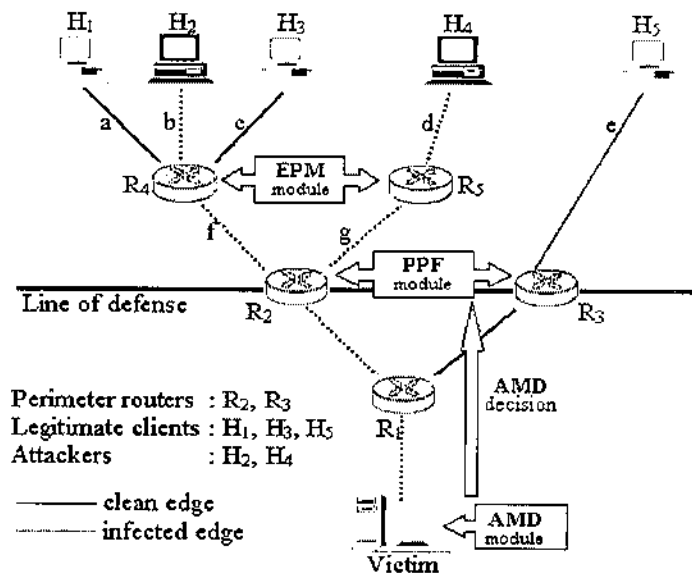 H1 H2 H3 H4 H5
a b c d e
R4 EPM module R5
f g
PPF module
Line of defense R2 R3
R1
AMD decision
Perimeter routers : R2, R3
Legitimate clients : H1, H3, H5
Attackers : H2, H4
clean edge
infected edge
AMD module
Victim